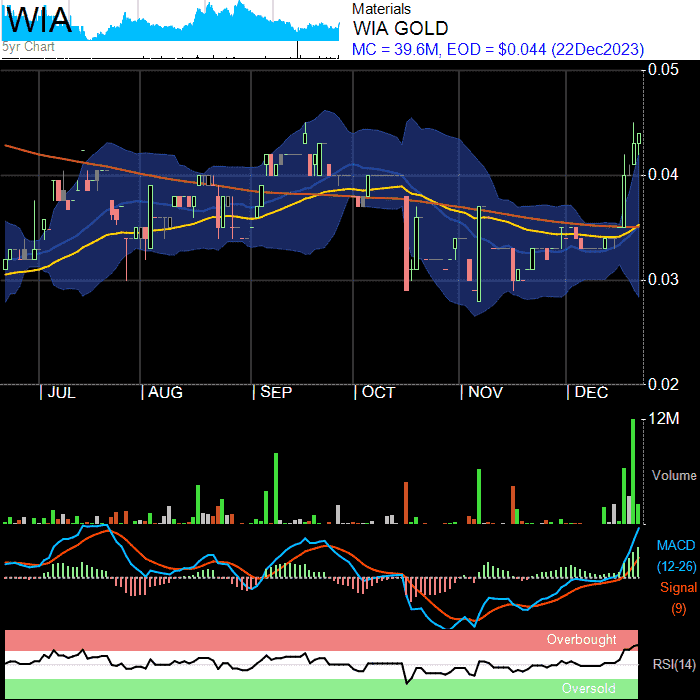 WIA
5yr Chart
Materials
WIA GOLD
MC = 39.6M, EOD = $0.044 (22Dec2023)
0.05
0.04
0.03
0.02
JUL
AUG
SEP
OCT
NOV
DEC
12M
Volume
MACD
(12-26)
Signal
(9)
Overbought
RSI(14)
Oversold